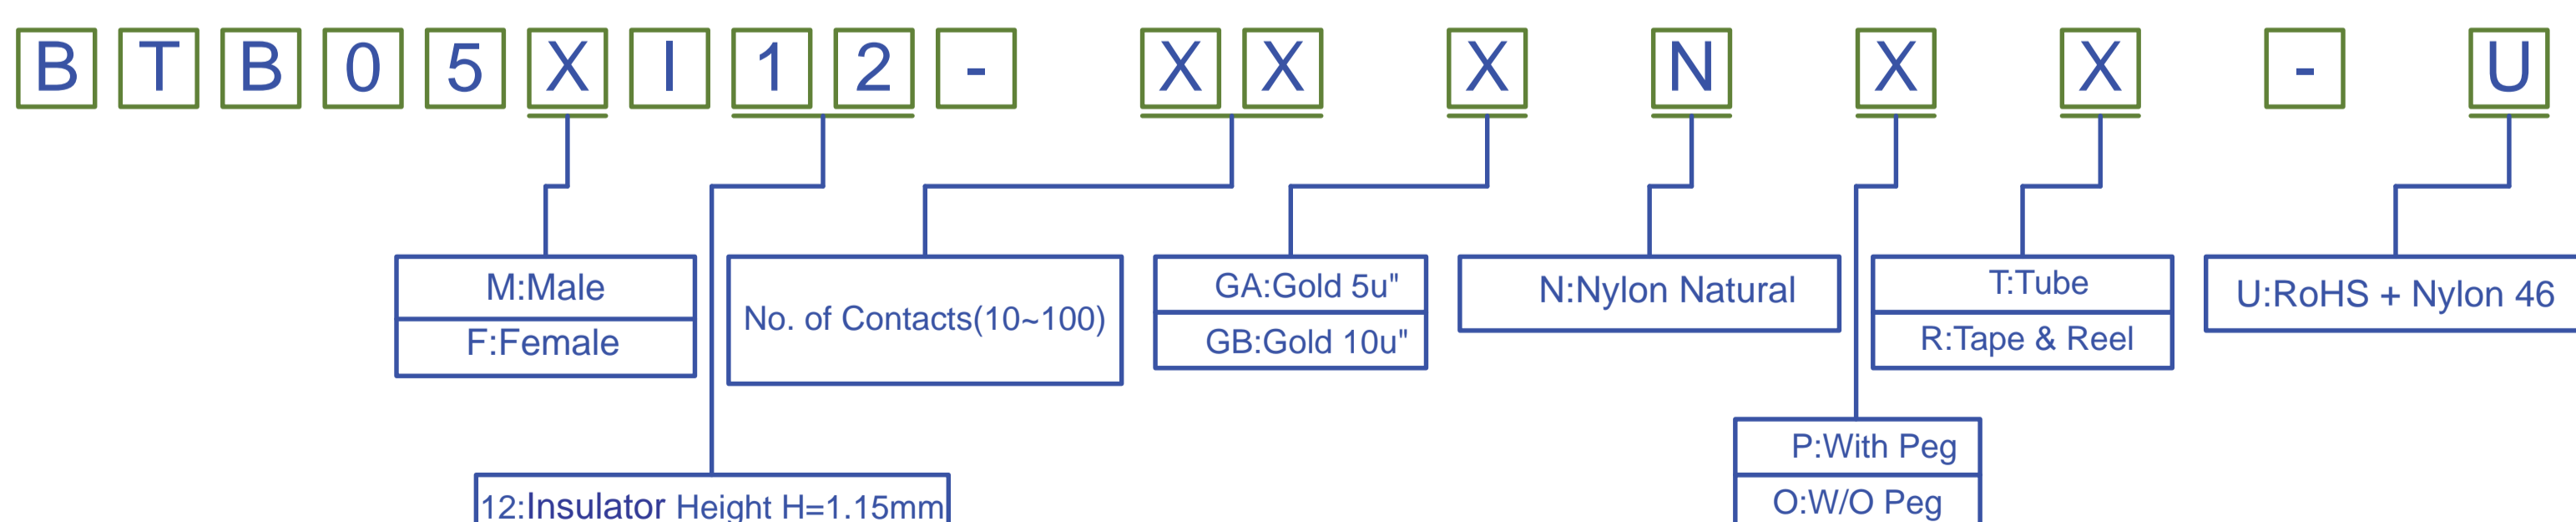 B T B 0 5 X I 1 2 - X X X N X X - U
M:Male
F:Female
No. of Contacts(10~100)
GA:Gold 5u"
GB:Gold 10u"
N:Nylon Natural
T:Tube
R:Tape & Reel
U:RoHS + Nylon 46
P:With Peg
O:W/O Peg
12:Insulator Height H=1.15mm